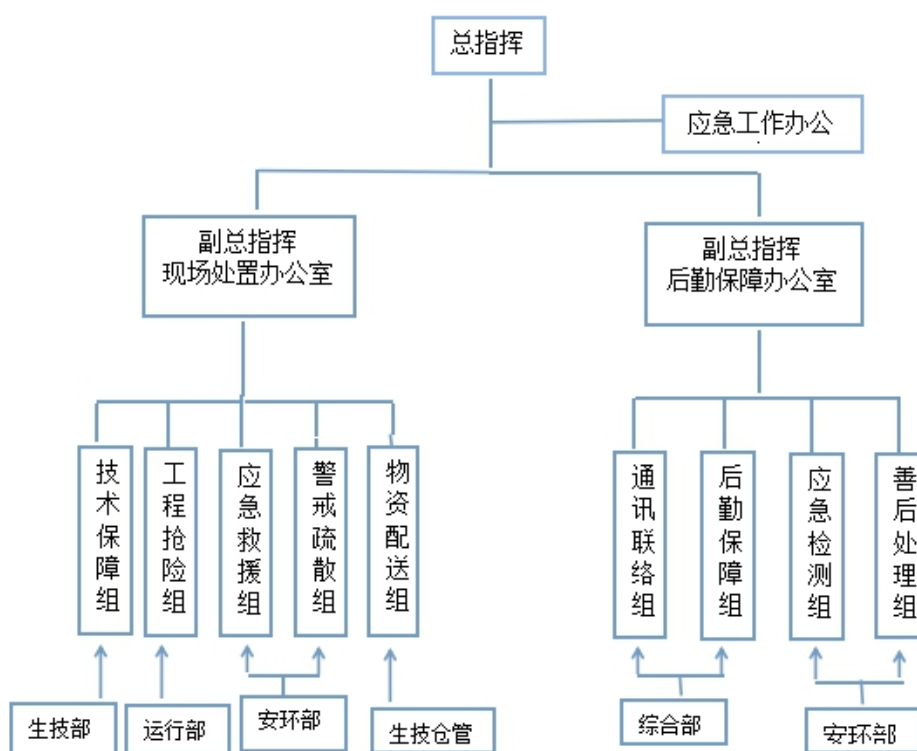 总指挥
应急工作办公
副总指挥
现场处置办公室
副总指挥
后勤保障办公室
技术保障组
工程抢险组
应急救援组
警戒疏散组
物资配送组
通讯联络组
后勤保障组
应急检测组
善后处理组
生技部
运行部
安环部
生技仓管
综合部
安环部